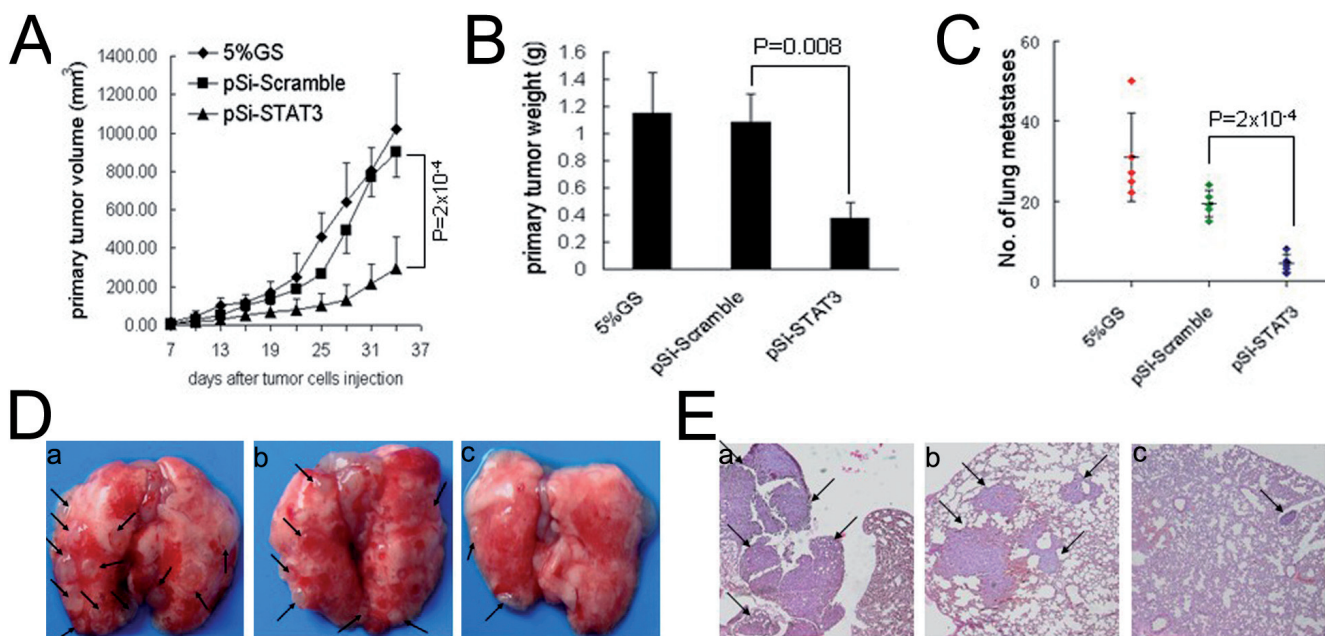 A
primary tumor volume (mm³)
1400.00
1200.00
1000.00
800.00
600.00
400.00
200.00
0.00
5%GS
pSi-Scramble
pSi-STAT3
P=2x10⁻⁴
7 13 19 25 31 37
days after tumor cells injection
B
primary tumor weight (g)
1.6
1.4
1.2
1
0.8
0.6
0.4
0.2
0
P=0.008
5%GS
pSi-Scramble
pSi-STAT3
C
No. of lung metastases
60
40
20
0
P=2x10⁻⁴
5%GS
pSi-Scramble
pSi-STAT3
D
a
b
c
E
a
b
c